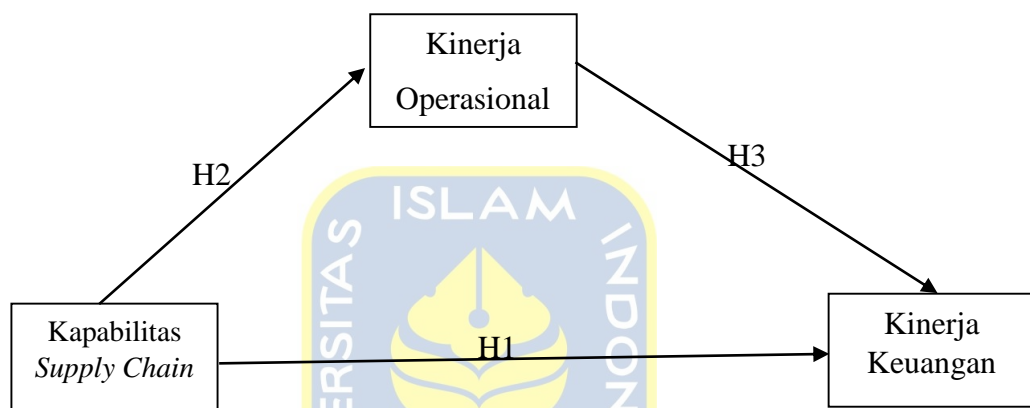 Kinerja
Operasional
H2
H3
ISLAM
Kapabilitas
Supply Chain
H1
Kinerja
Keuangan